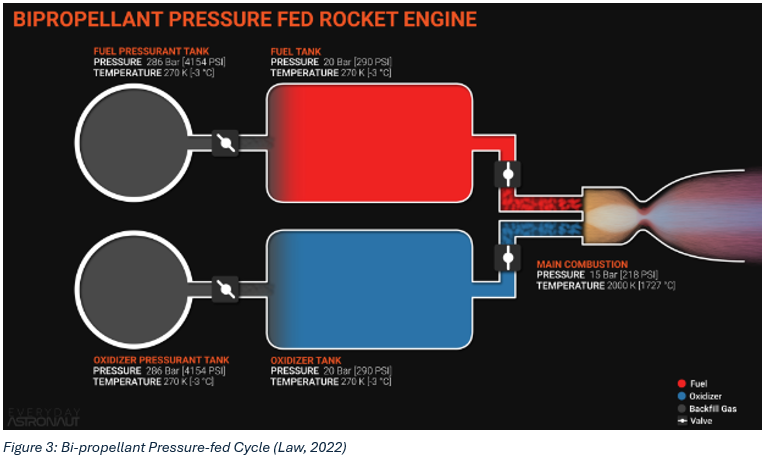 BIPROPELLANT PRESSURE FED ROCKET ENGINE
FUEL PRESSURANT TANK
PRESSURE 286 Bar [4154 PSI]
TEMPERATURE 270 K [-3 °C]
FUEL TANK
PRESSURE 20 Bar [290 PSI]
TEMPERATURE 270 K [-3 °C]
MAIN COMBUSTION
PRESSURE 15 Bar [218 PSI]
TEMPERATURE 2000 K [1727 °C]
OXIDIZER PRESSURANT TANK
PRESSURE 286 Bar [4154 PSI]
TEMPERATURE 270 K [-3 °C]
OXIDIZER TANK
PRESSURE 20 Bar [290 PSI]
TEMPERATURE 270 K [-3 °C]
Fuel
Oxidizer
Backfill Gas
Valve
EVERYDAY
ASTRONAUT
Figure 3: Bi-propellant Pressure-fed Cycle (Law, 2022)